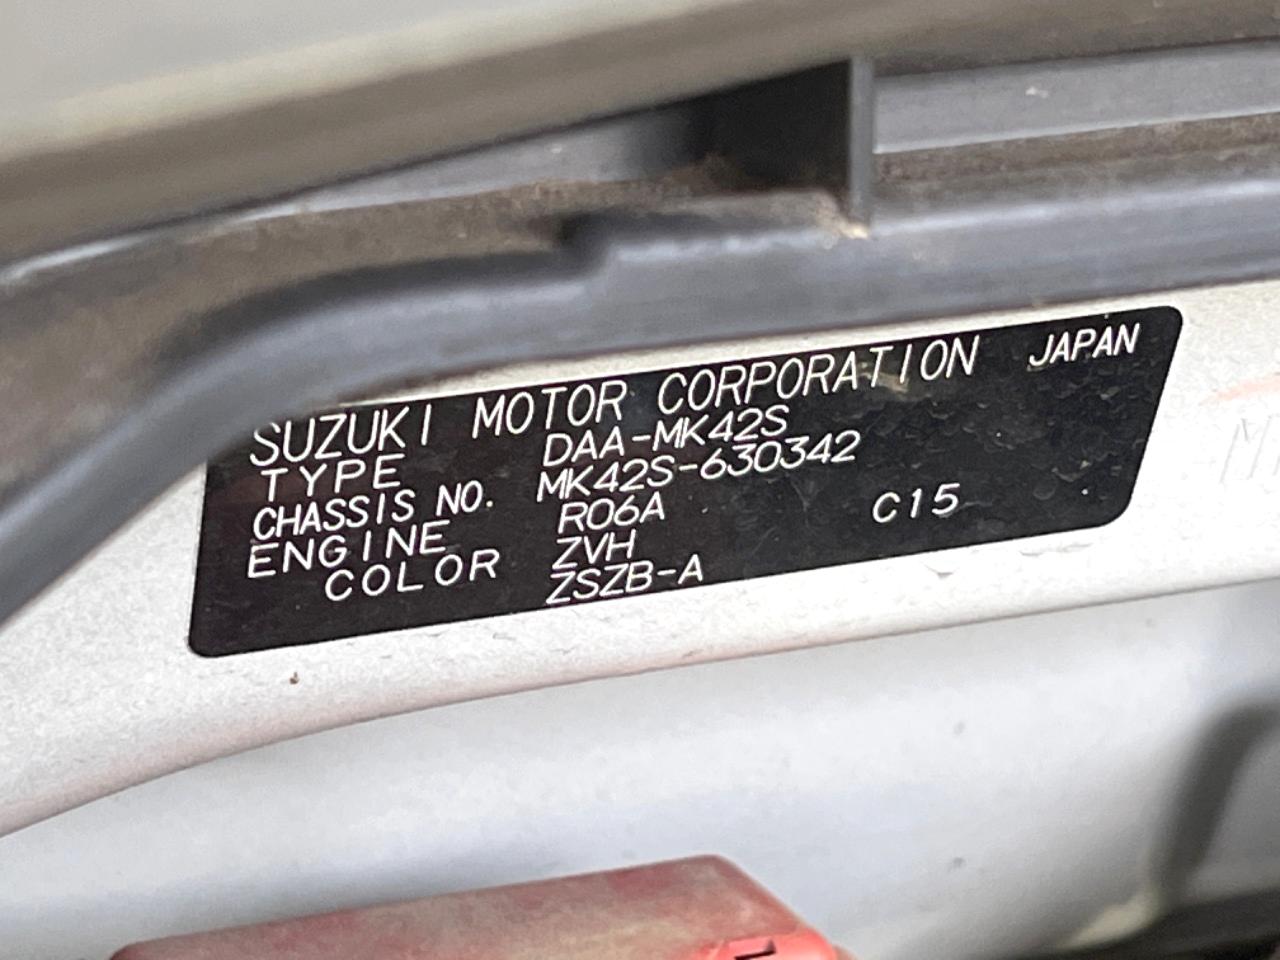 SUZUKI MOTOR CORPORATION JAPAN
TYPE DAA-MK42S
CHASSIS NO. MK42S-630342
ENGINE R06A C15
COLOR ZVH
ZSZB-A